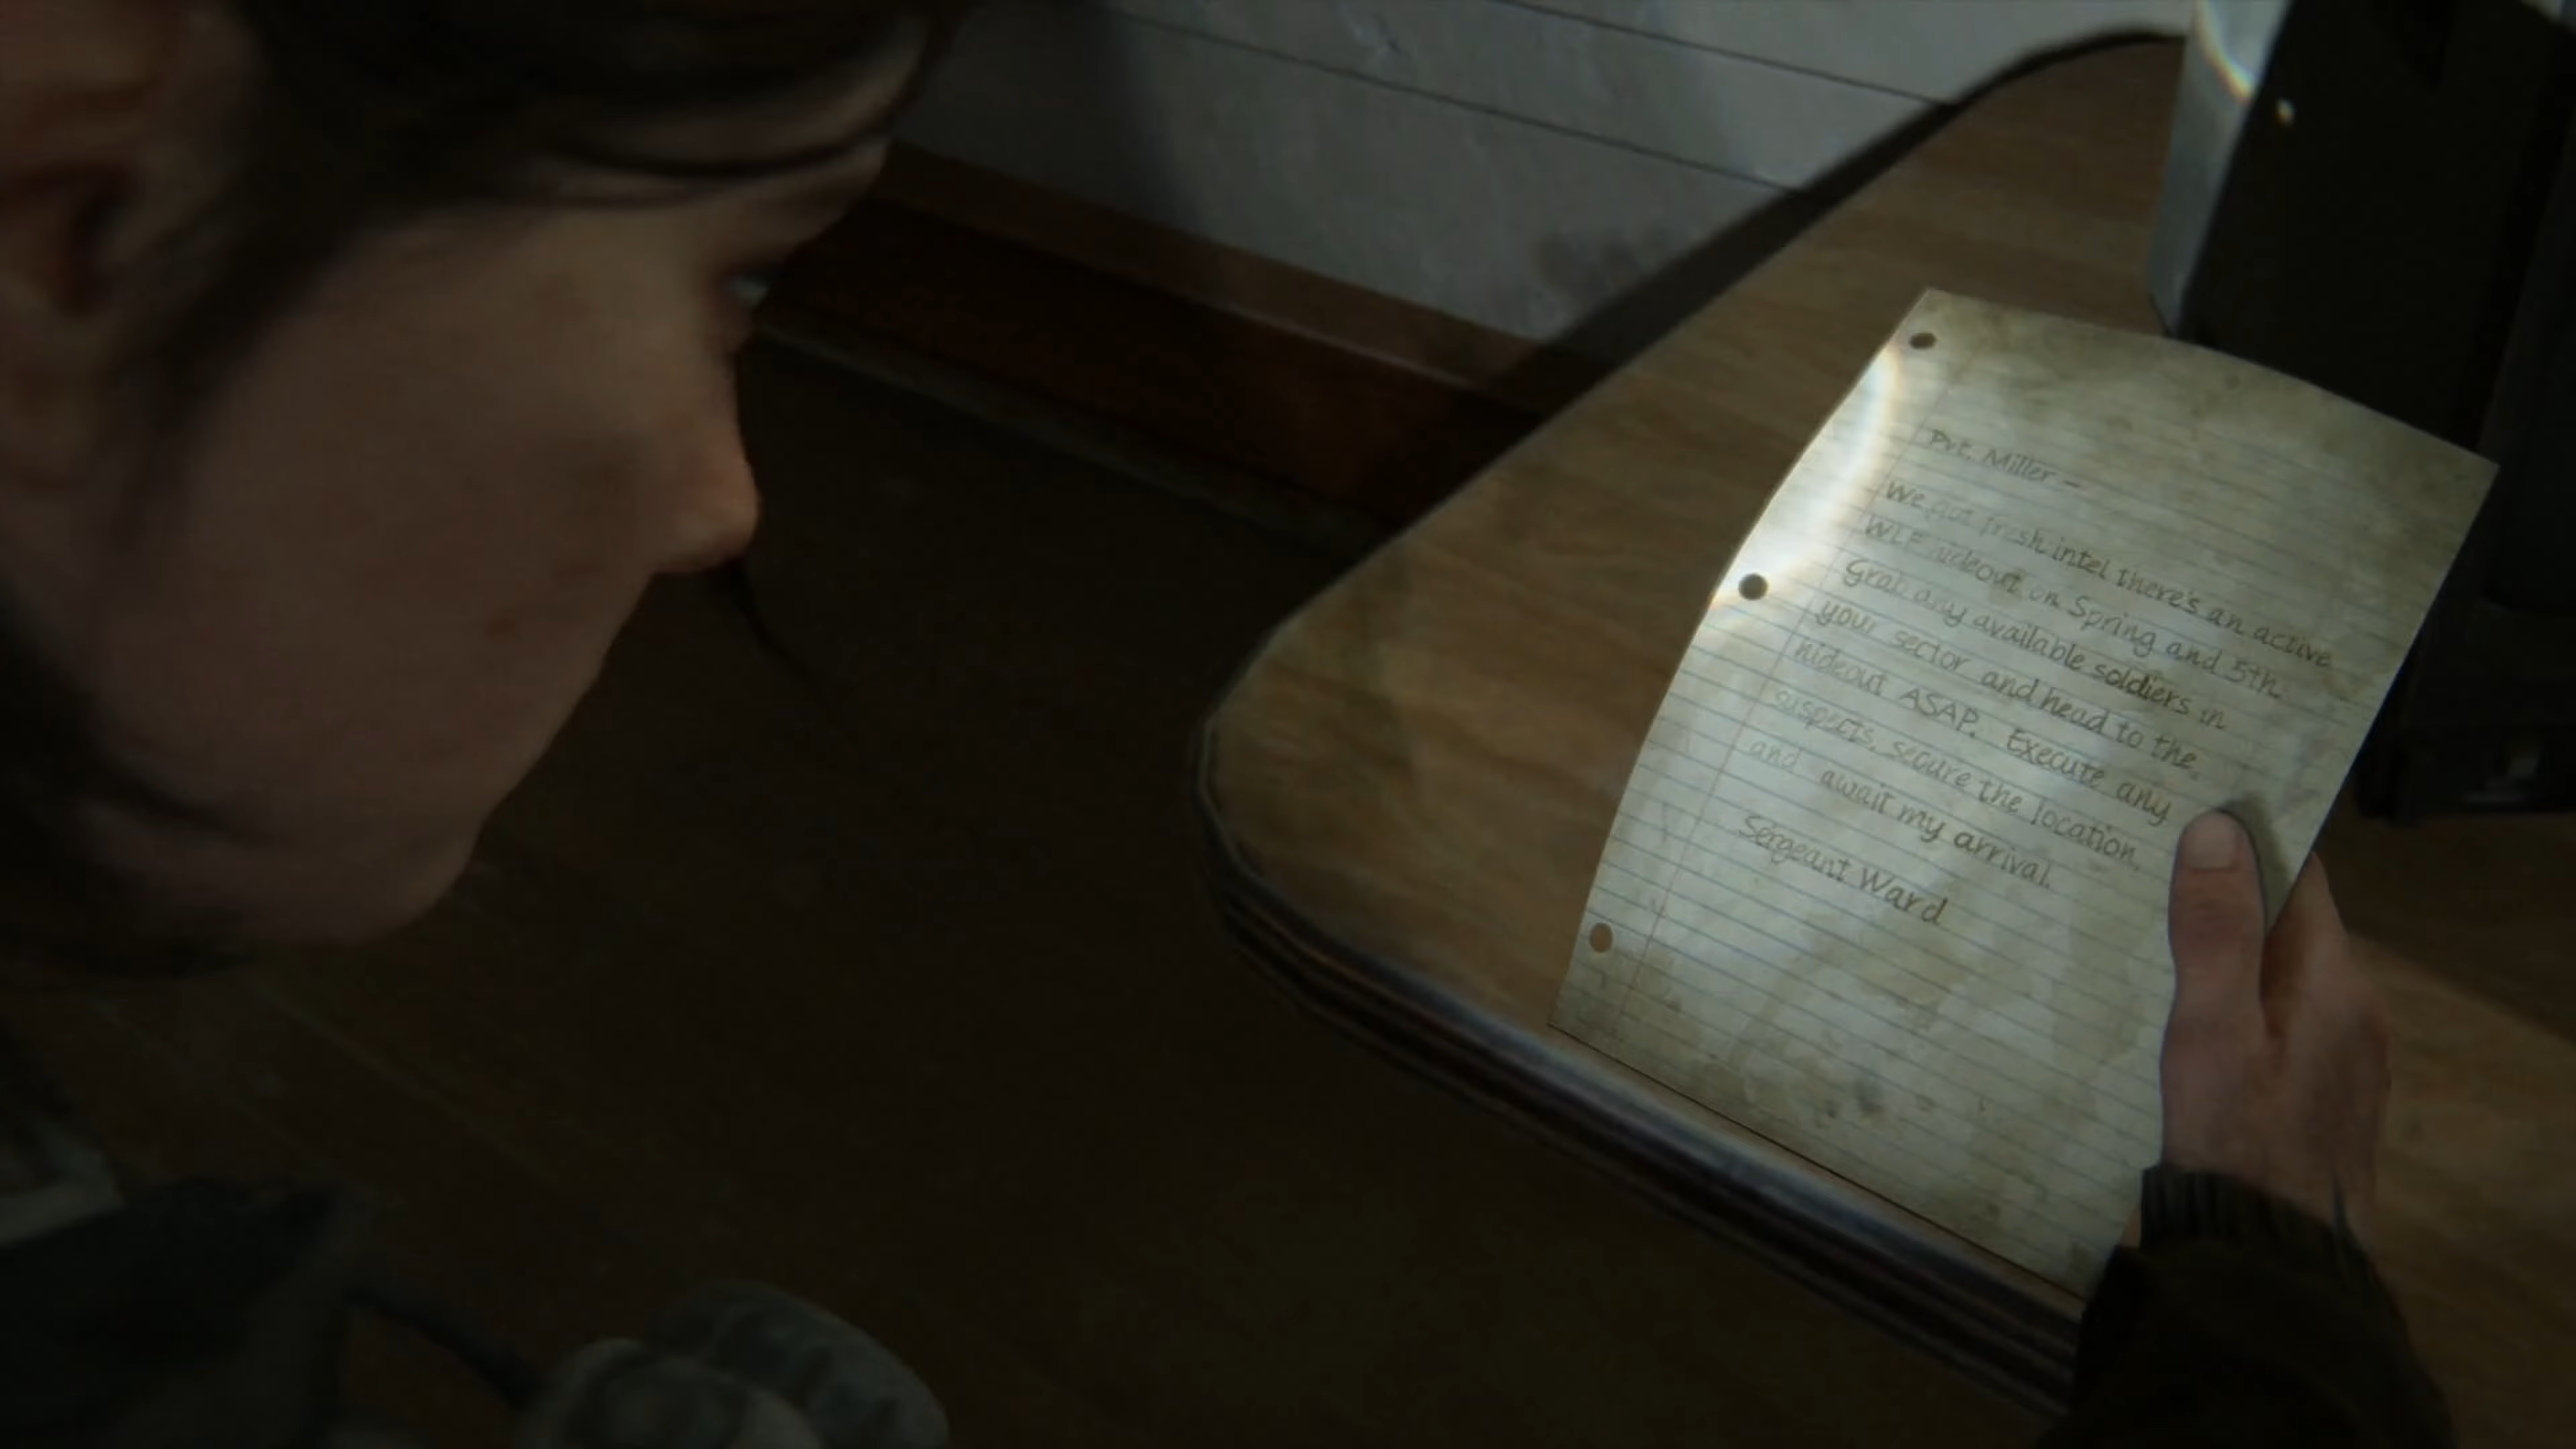 Pvt. Miller –
We got fresh intel there's an active
WLF hideout on Spring and 5th.
Grab any available soldiers in
your sector and head to the
hideout ASAP. Execute any
suspects, secure the location,
and await my arrival.
Sergeant Ward